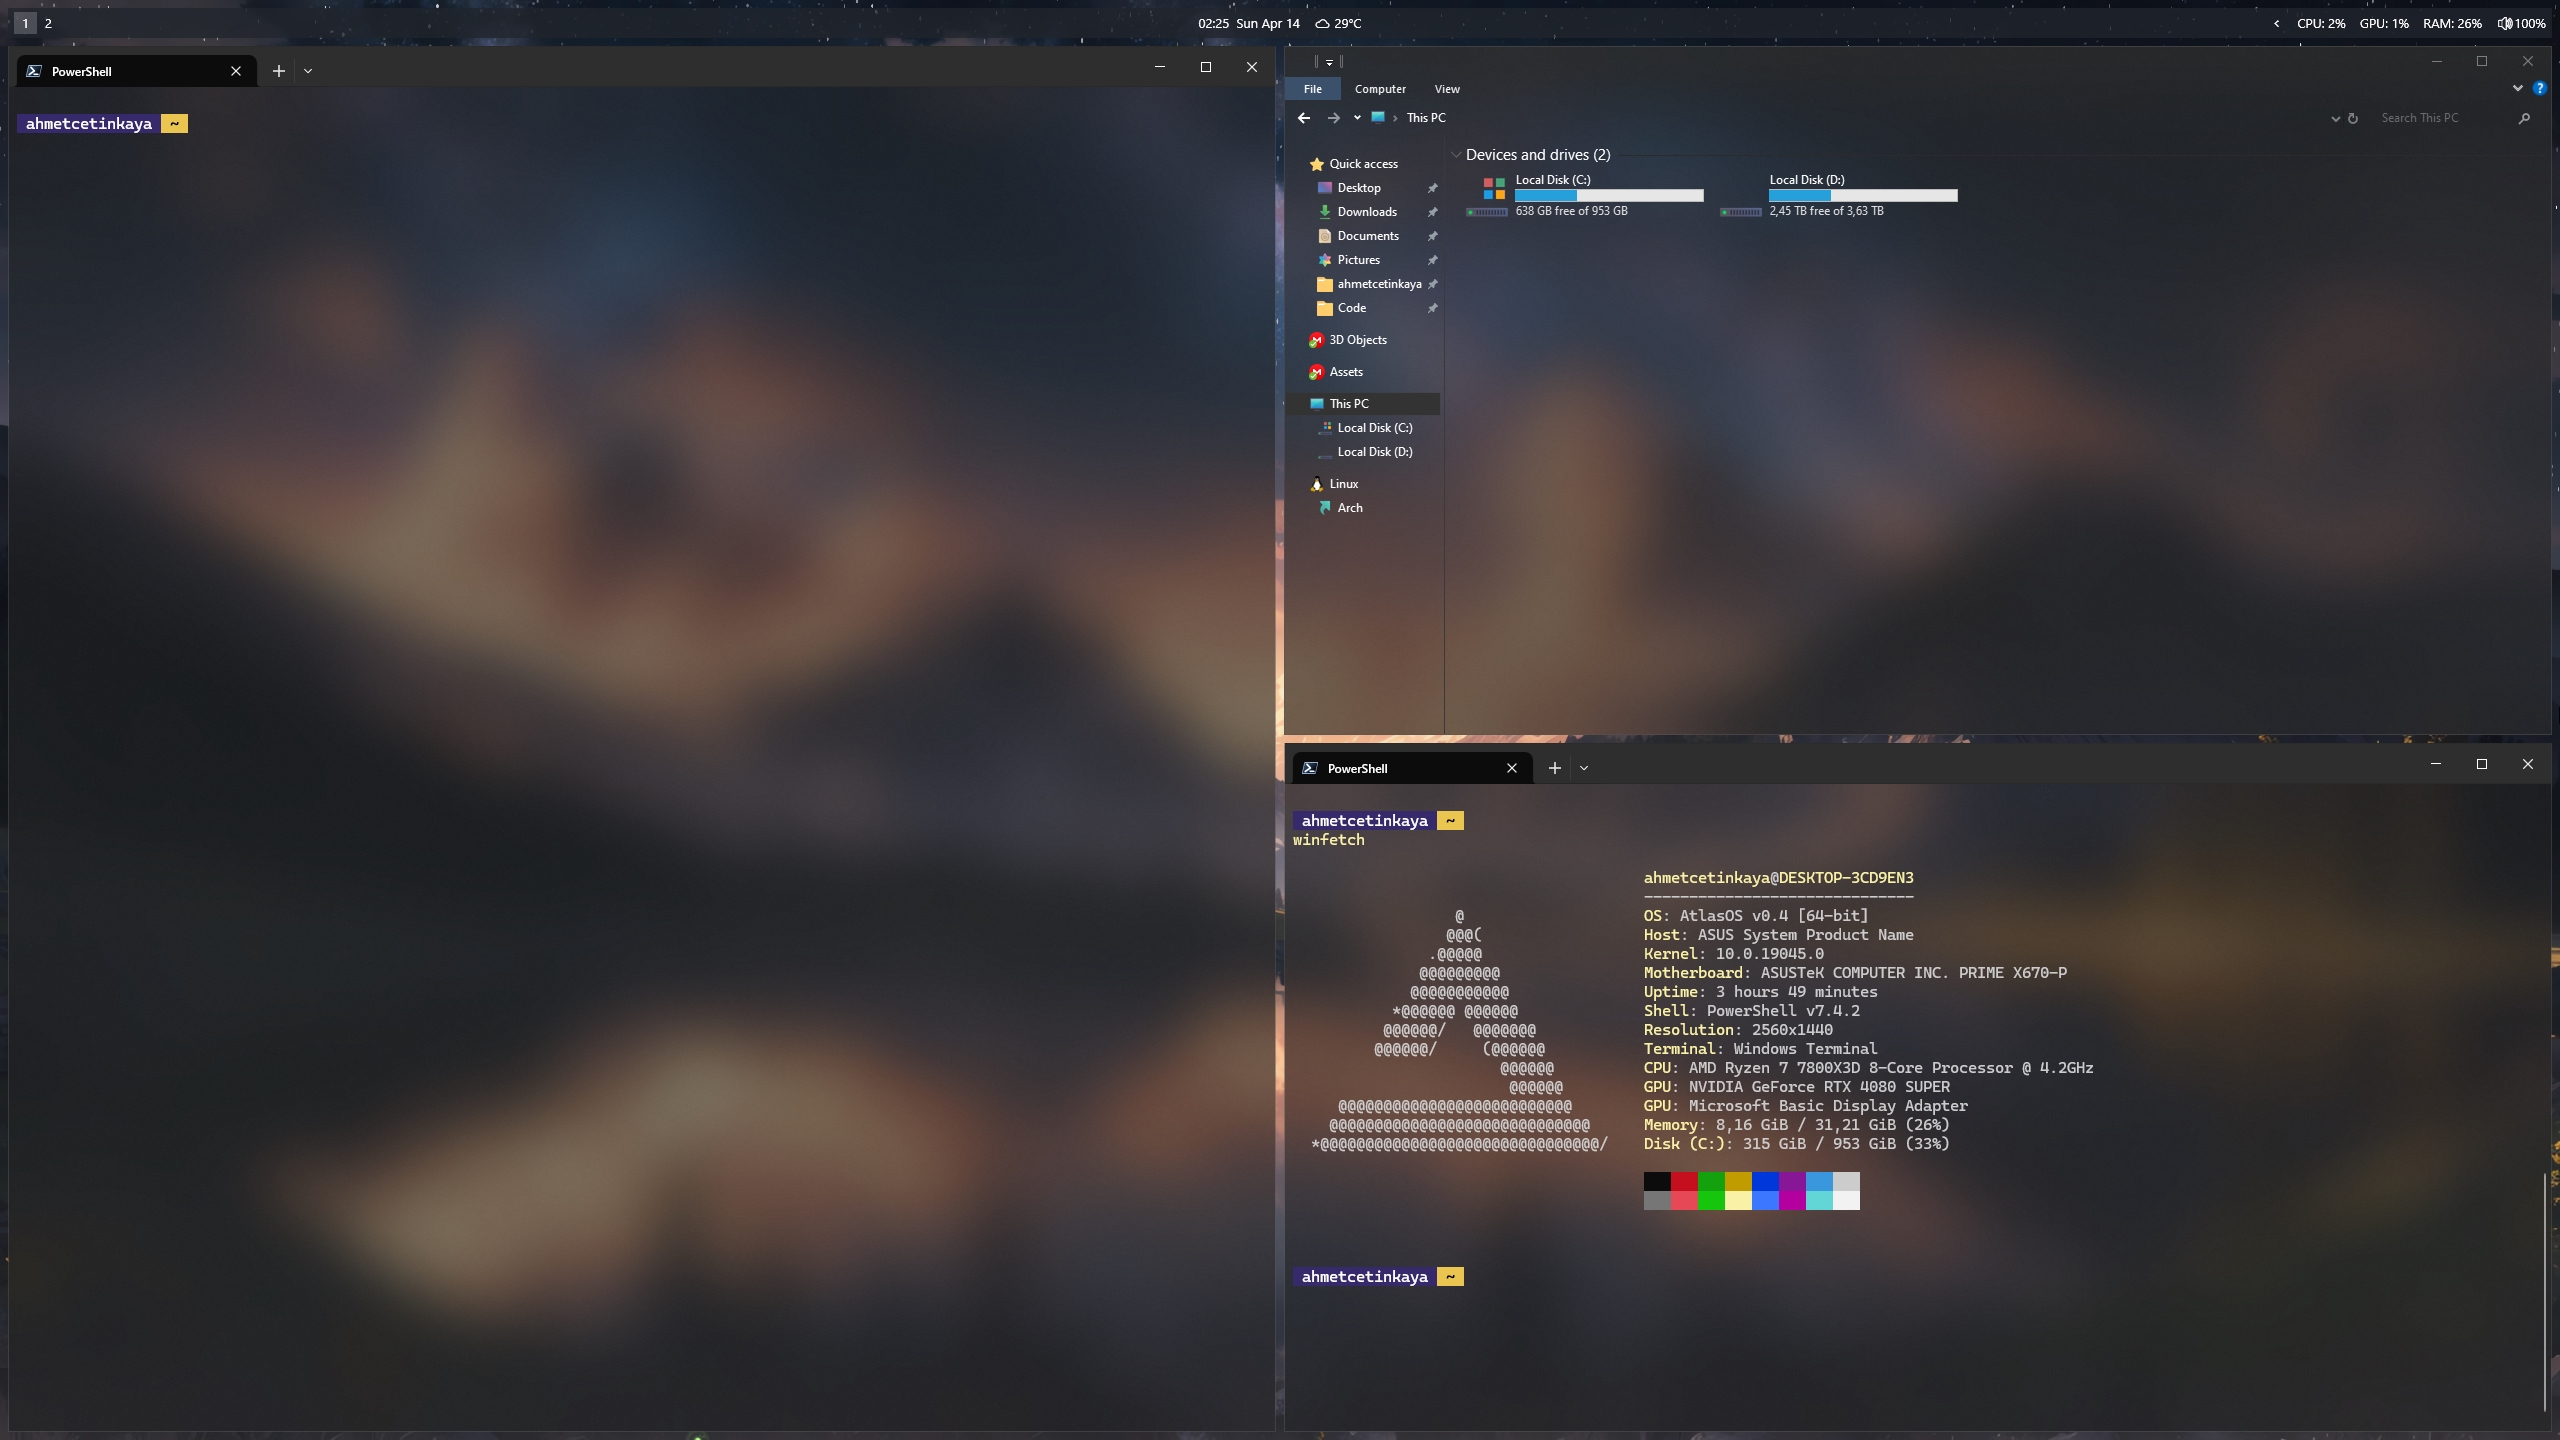 1 2
02:25 Sun Apr 14 29°C
CPU: 2% GPU: 1% RAM: 26% 100%
PowerShell
ahmetcetinkaya ~
File Computer View
This PC
Search This PC
Quick access
Desktop
Downloads
Documents
Pictures
ahmetcetinkaya
Code
3D Objects
Assets
This PC
Local Disk (C:)
Local Disk (D:)
Linux
Arch
Devices and drives (2)
Local Disk (C:)
638 GB free of 953 GB
Local Disk (D:)
2,45 TB free of 3,63 TB
PowerShell
ahmetcetinkaya ~
winfetch
ahmetcetinkaya@DESKTOP-3CD9EN3
------------------------------
OS: AtlasOS v0.4 [64-bit]
Host: ASUS System Product Name
Kernel: 10.0.19045.0
Motherboard: ASUSTeK COMPUTER INC. PRIME X670-P
Uptime: 3 hours 49 minutes
Shell: PowerShell v7.4.2
Resolution: 2560x1440
Terminal: Windows Terminal
CPU: AMD Ryzen 7 7800X3D 8-Core Processor @ 4.2GHz
GPU: NVIDIA GeForce RTX 4080 SUPER
GPU: Microsoft Basic Display Adapter
Memory: 8,16 GiB / 31,21 GiB (26%)
Disk (C:): 315 GiB / 953 GiB (33%)
ahmetcetinkaya ~